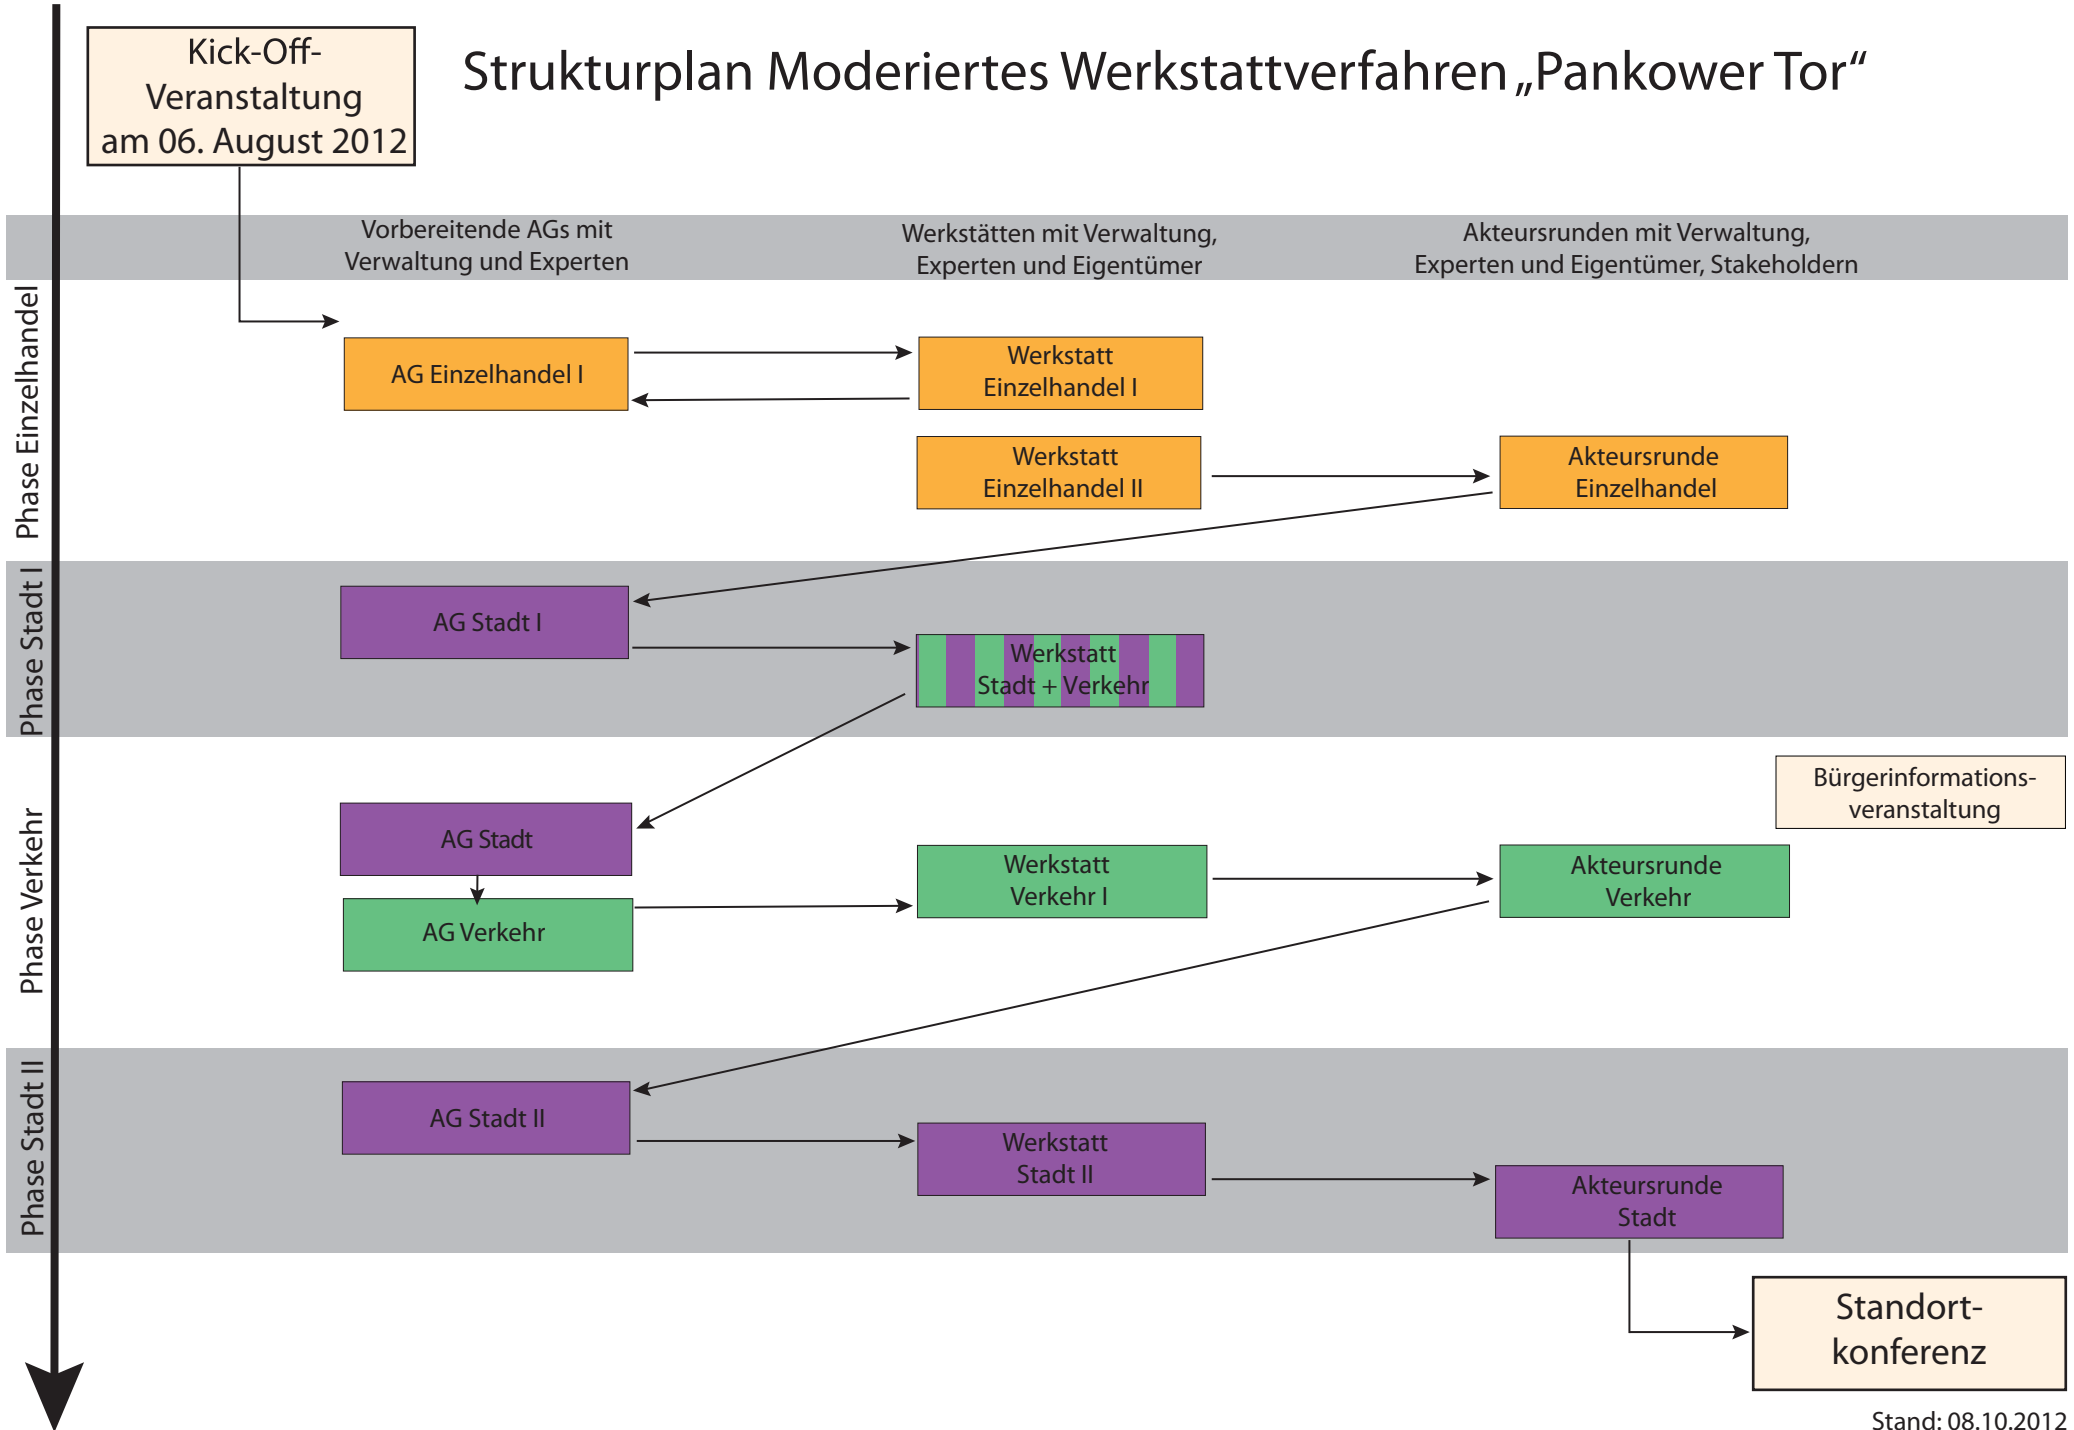 Kick-Off-
Veranstaltung
am 06. August 2012
Strukturplan Moderiertes Werkstattverfahren „Pankower Tor“
Vorbereitende AGs mit
Verwaltung und Experten
Werkstätten mit Verwaltung,
Experten und Eigentümer
Akteursrunden mit Verwaltung,
Experten und Eigentümer, Stakeholdern
Phase Einzelhandel
AG Einzelhandel I
Werkstatt
Einzelhandel I
Werkstatt
Einzelhandel II
Akteursrunde
Einzelhandel
Phase Stadt I
AG Stadt I
Werkstatt
Stadt + Verkehr
Phase Verkehr
Bürgerinformations-
veranstaltung
AG Stadt
AG Verkehr
Werkstatt
Verkehr I
Akteursrunde
Verkehr
Phase Stadt II
AG Stadt II
Werkstatt
Stadt II
Akteursrunde
Stadt
Standort-
konferenz
Stand: 08.10.2012